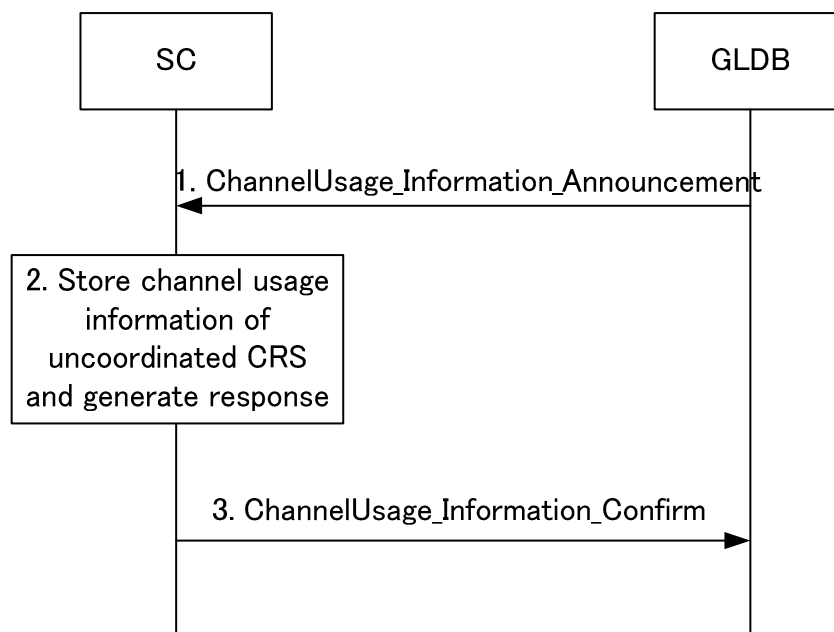 SC
GLDB
1. ChannelUsage_Information_Announcement
2. Store channel usage
information of
uncoordinated CRS
and generate response
3. ChannelUsage_Information_Confirm